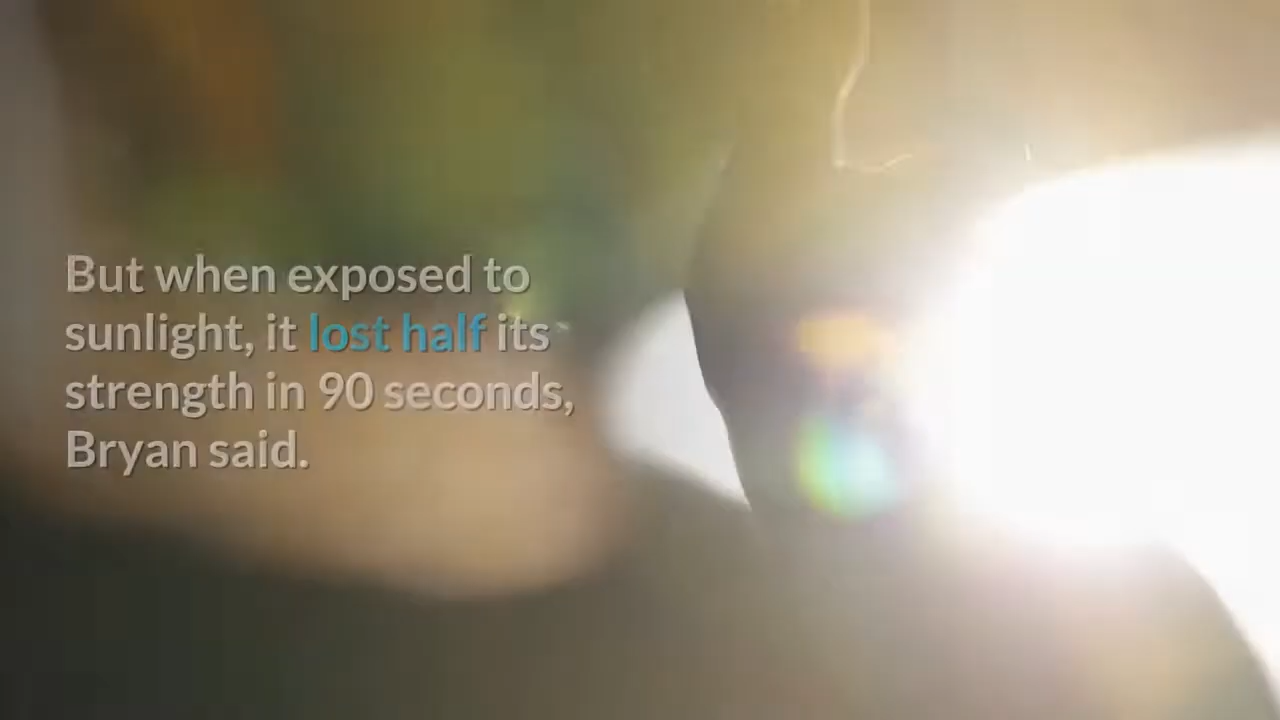 But when exposed to
sunlight, it lost half its
strength in 90 seconds,
Bryan said.